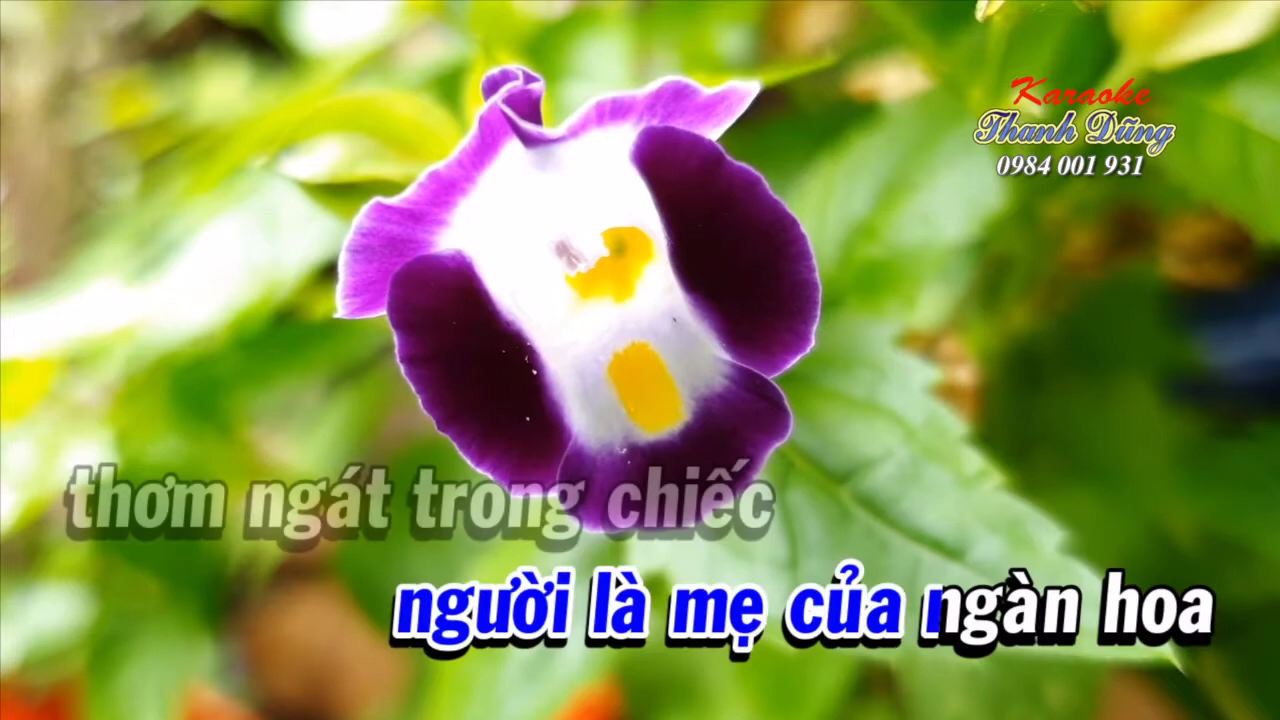 Karaoke
Thanh Dũng
0984 001 931
thơm ngát trong chiếc
người là mẹ của ngàn hoa